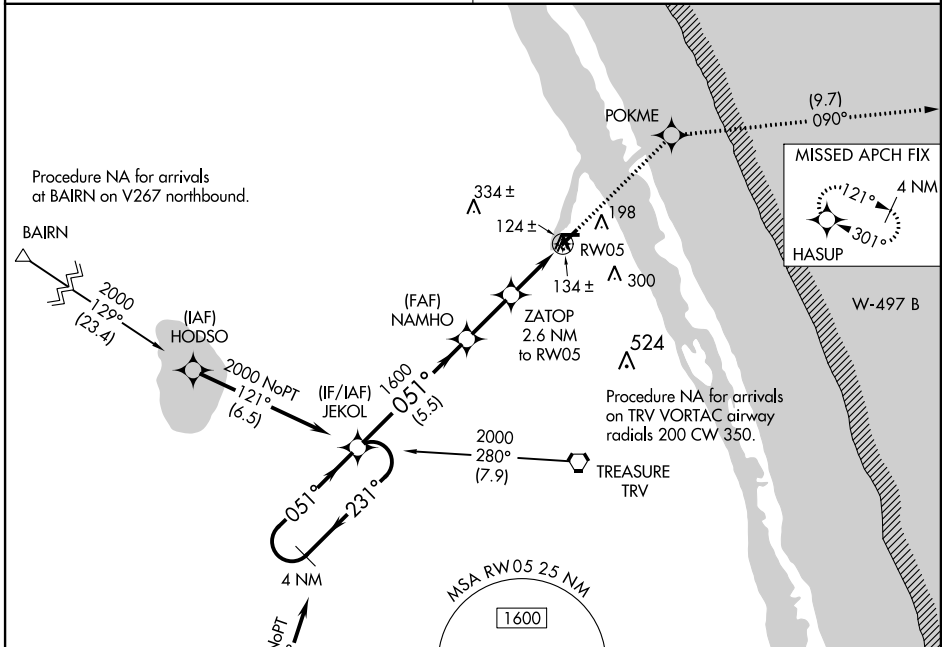 POKME
(9.7)
090°
MISSED APCH FIX
4 NM
121°
301°
HASUP
W-497 B
Procedure NA for arrivals
at BAIRN on V267 northbound.
BAIRN
2000
129°
(23.4)
(IAF)
HODSO
2000 NoPT
121°
(6.5)
334 ±
198
124 ±
RW05
134 ±
300
(FAF)
NAMHO
ZATOP
2.6 NM
to RW05
524
Procedure NA for arrivals
on TRV VORTAC airway
radials 200 CW 350.
(IF/IAF)
JEKOL
1600
051°
(5.5)
2000
280°
(7.9)
TREASURE
TRV
051°
231°
4 NM
NoPT
MSA RW05 25 NM
1600